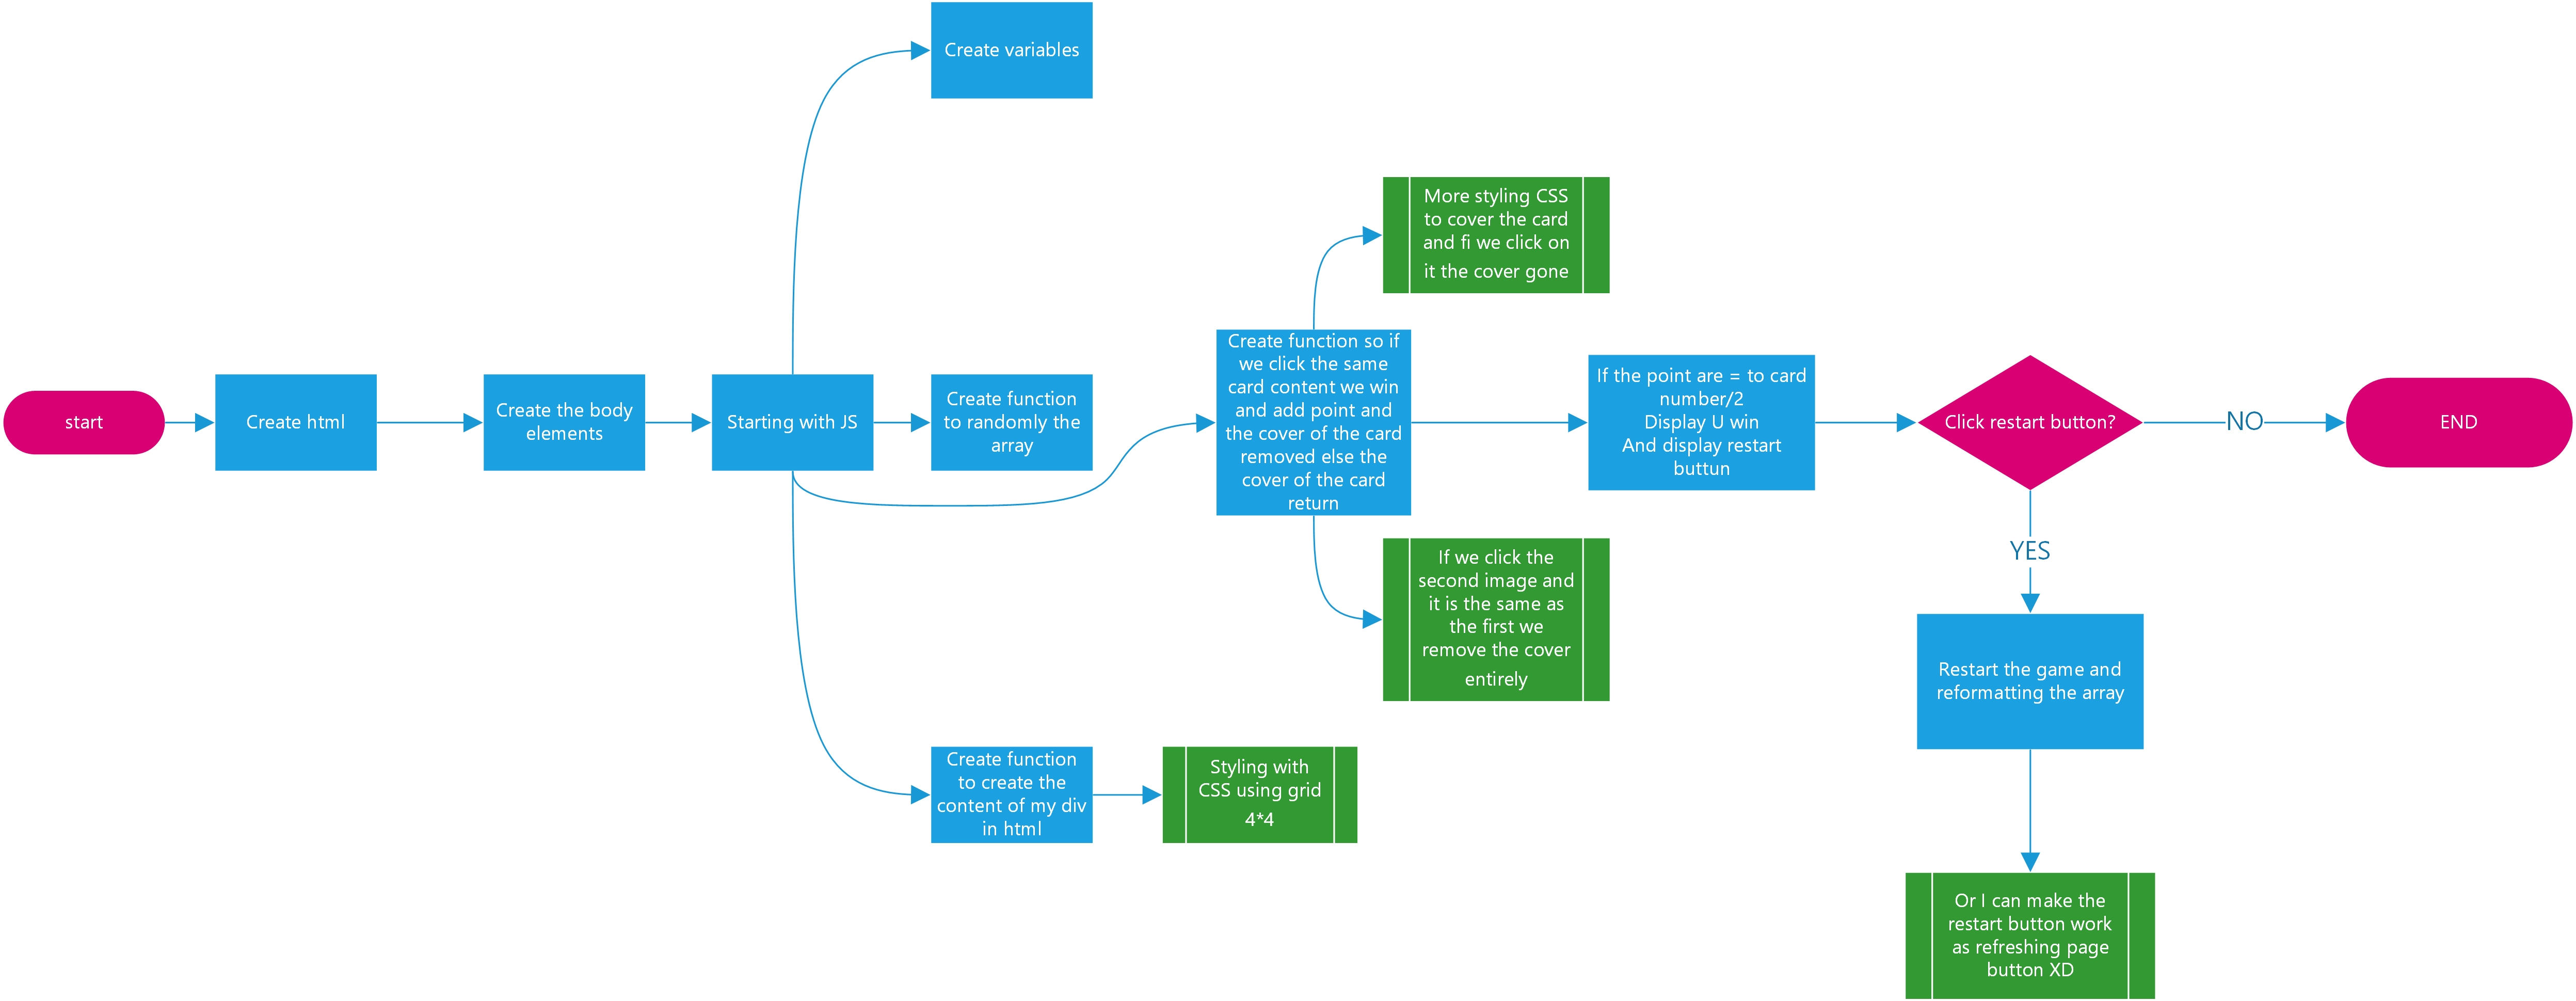 Create variables
More styling CSS
to cover the card
and fi we click on
it the cover gone
start
Create html
Create the body
elements
Starting with JS
Create function
to randomly the
array
Create function so if
we click the same
card content we win
and add point and
the cover of the card
removed else the
cover of the card
return
If the point are = to card
number/2
Display U win
And display restart
buttun
Click restart button?
NO
END
YES
If we click the
second image and
it is the same as
the first we
remove the cover
entirely
Restart the game and
reformatting the array
Create function
to create the
content of my div
in html
Styling with
CSS using grid
4*4
Or I can make the
restart button work
as refreshing page
button XD